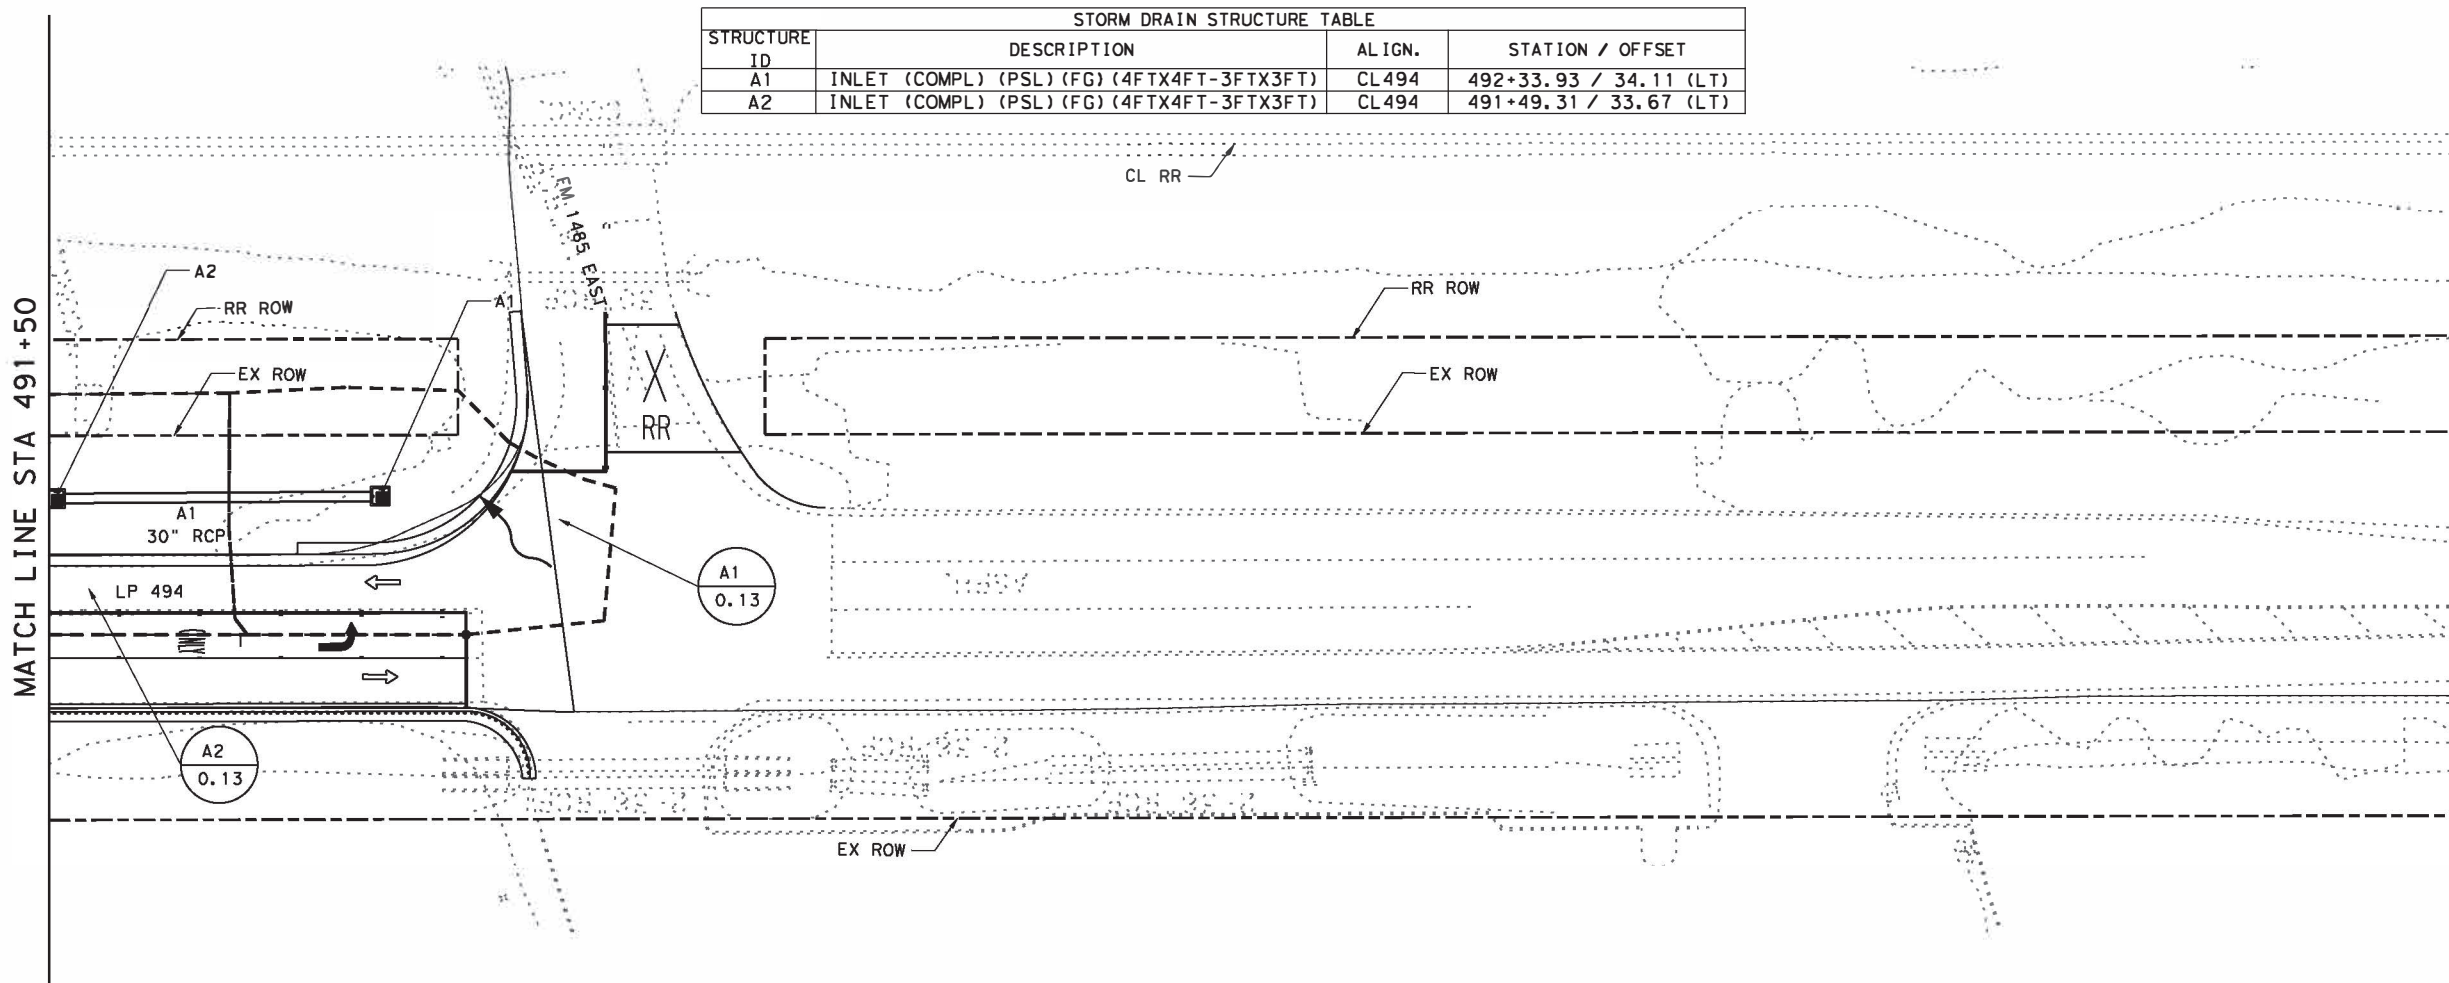 STORM DRAIN STRUCTURE TABLE
STRUCTURE ID DESCRIPTION ALIGN. STATION / OFFSET
A1 INLET (COMPL) (PSL) (FG) (4FTX4FT-3FTX3FT) CL494 492+33.93 / 34.11 (LT)
A2 INLET (COMPL) (PSL) (FG) (4FTX4FT-3FTX3FT) CL494 491+49.31 / 33.67 (LT)
CL RR
FM 1485 EAST
A2
A1
RR ROW
RR ROW
EX ROW
EX ROW
X
RR
MATCH LINE STA 491+50
A1
30" RCP
A1
0.13
LP 494
ONLY
A2
0.13
EX ROW